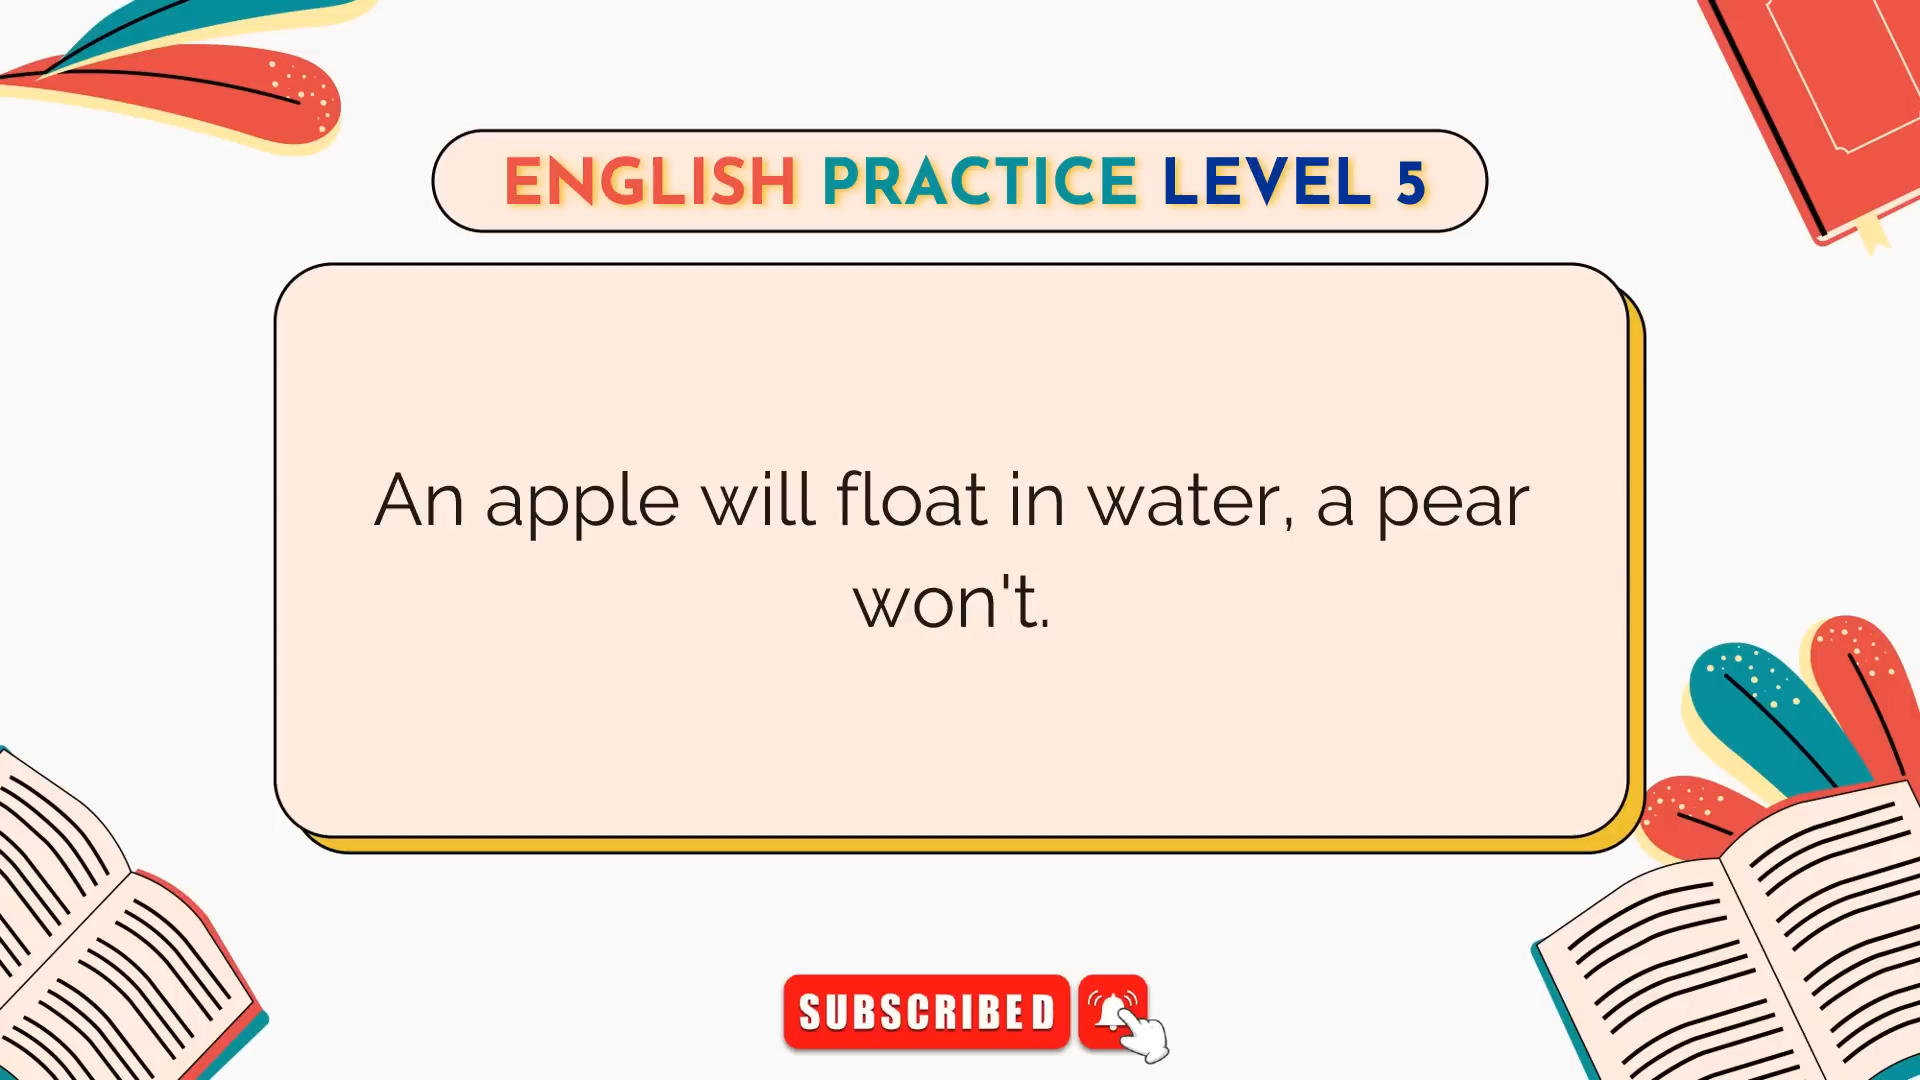 ENGLISH PRACTICE LEVEL 5
An apple will float in water, a pear
won't.
SUBSCRIBED